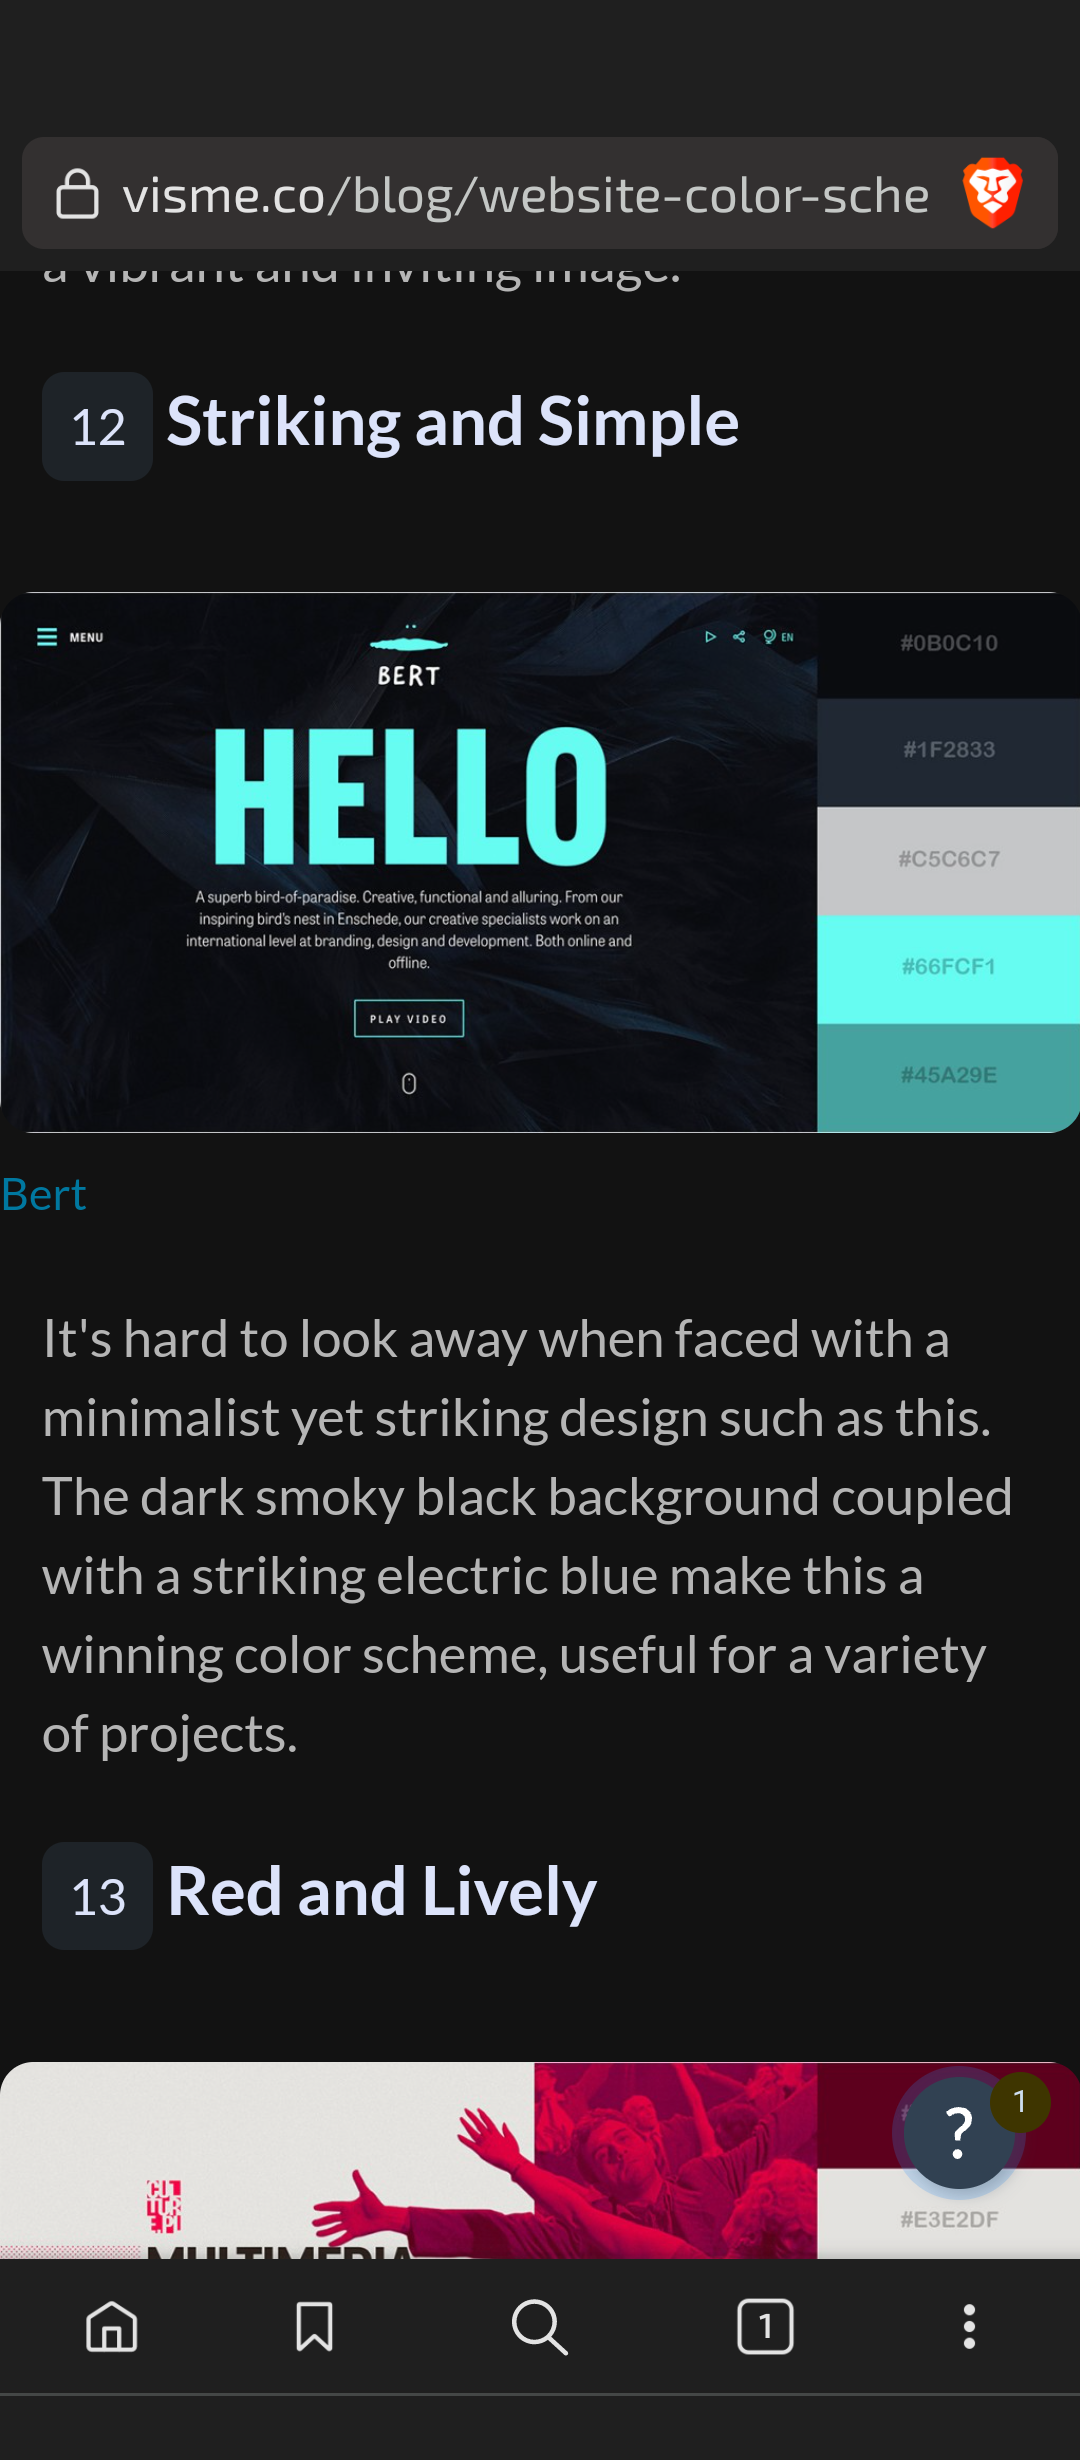 visme.co/blog/website-color-sche
a vibrant and inviting image.
12 Striking and Simple
MENU
BERT
EN
HELLO
A superb bird-of-paradise. Creative, functional and alluring. From our
inspiring bird's nest in Enschede, our creative specialists work on an
international level at branding, design and development. Both online and
offline.
PLAY VIDEO
#0B0C10
#1F2833
#C5C6C7
#66FCF1
#45A29E
Bert
It's hard to look away when faced with a
minimalist yet striking design such as this.
The dark smoky black background coupled
with a striking electric blue make this a
winning color scheme, useful for a variety
of projects.
13 Red and Lively
CULTUR
E.P!
MULTIMEDIA
?
1
#E3E2DF
1